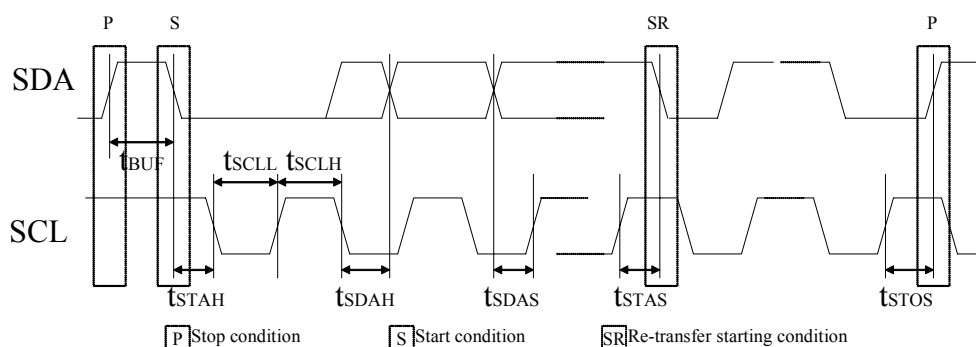 P S SR P
SDA
tBUF tSCLL tSCLH
SCL
tSTAH tSDAH tSDAS tSTAS tSTOS
P Stop condition S Start condition SR Re-transfer starting condition